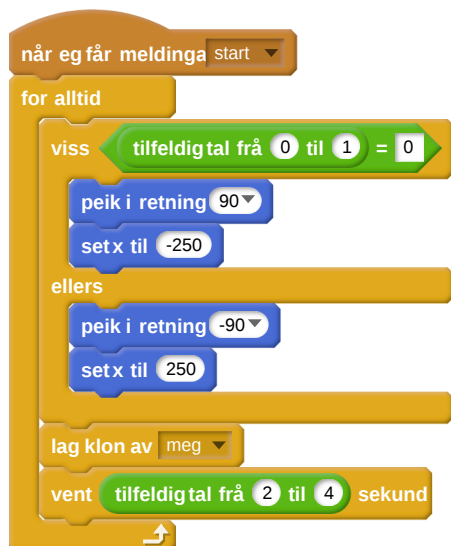 når eg får meldinga start
for alltid
viss tilfeldig tal frå 0 til 1 = 0
peik i retning 90
set x til -250
ellers
peik i retning -90
set x til 250
lag klon av meg
vent tilfeldig tal frå 2 til 4 sekund